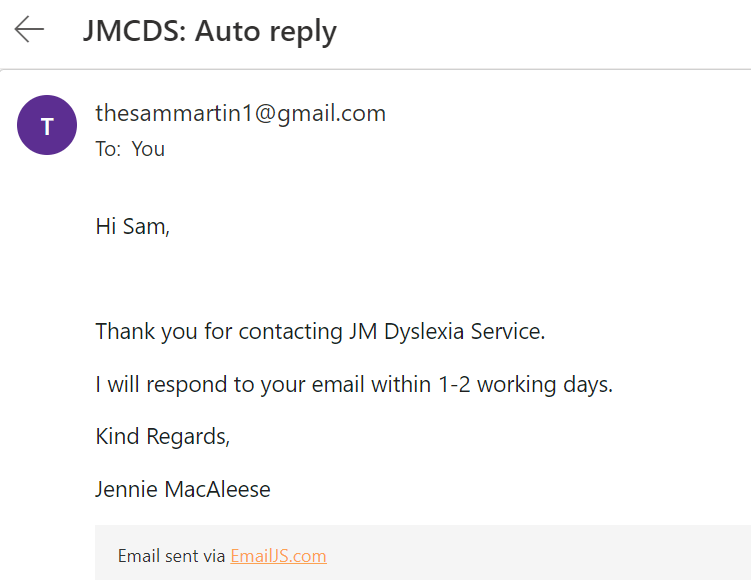 JMCDS: Auto reply
T
thesammartin1@gmail.com
To: You
Hi Sam,
Thank you for contacting JM Dyslexia Service.
I will respond to your email within 1-2 working days.
Kind Regards,
Jennie MacAleese
Email sent via EmailJS.com